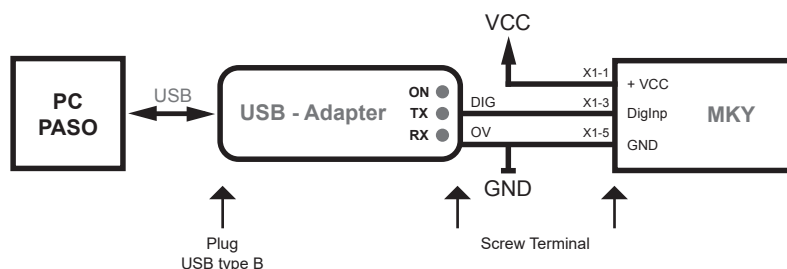 VCC
PC
PASO
USB
USB - Adapter
ON
TX
RX
DIG
OV
X1-1
X1-3
X1-5
+ VCC
DigInp
GND
MKY
GND
Plug
USB type B
Screw Terminal